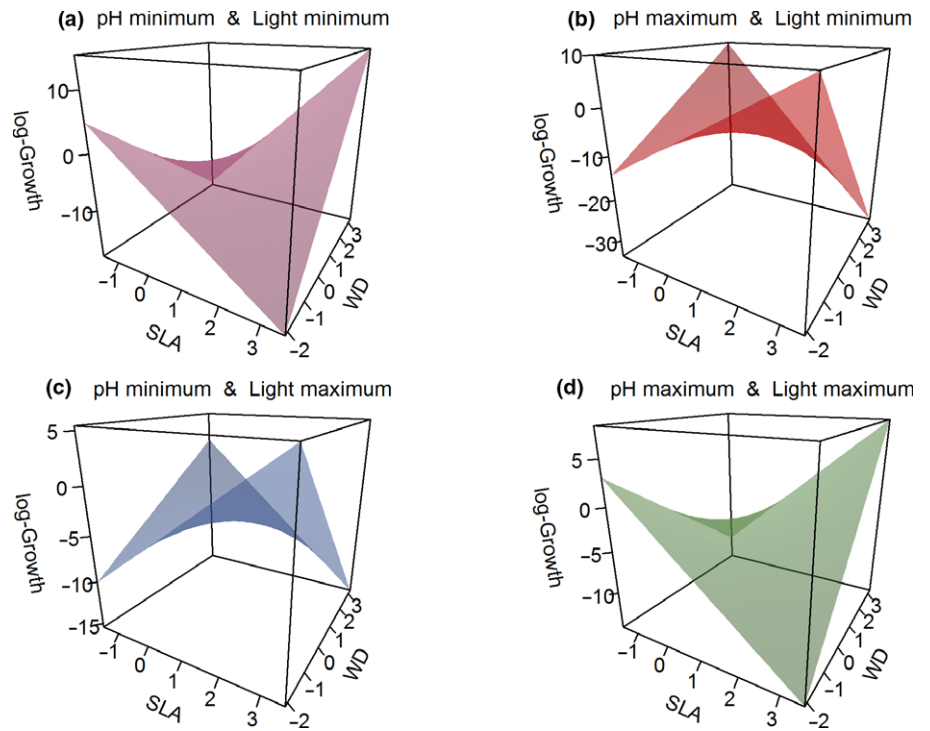 (a) pH minimum & Light minimum
10
0
−10
log-Growth
−1 0 1 2 3
SLA
−2 −1 0 1 2 3
WD
(b) pH maximum & Light minimum
10
0
−10
−20
−30
log-Growth
−1 0 1 2 3
SLA
−2 −1 0 1 2 3
WD
(c) pH minimum & Light maximum
5
0
−5
−10
−15
log-Growth
−1 0 1 2 3
SLA
−2 −1 0 1 2 3
WD
(d) pH maximum & Light maximum
5
0
−5
−10
log-Growth
−1 0 1 2 3
SLA
−2 −1 0 1 2 3
WD